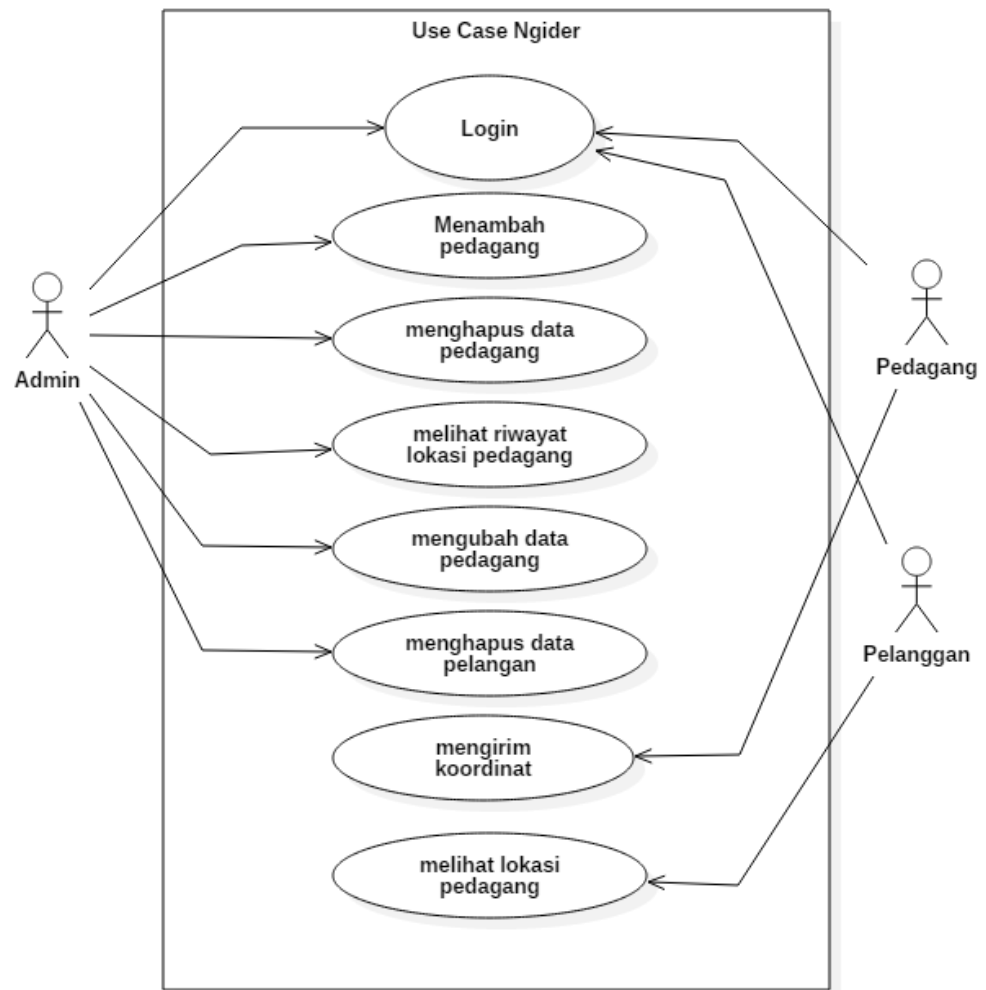 Use Case Ngider
Login
Menambah
pedagang
menghapus data
pedagang
Admin
Pedagang
melihat riwayat
lokasi pedagang
mengubah data
pedagang
menghapus data
pelangan
Pelanggan
mengirim
koordinat
melihat lokasi
pedagang